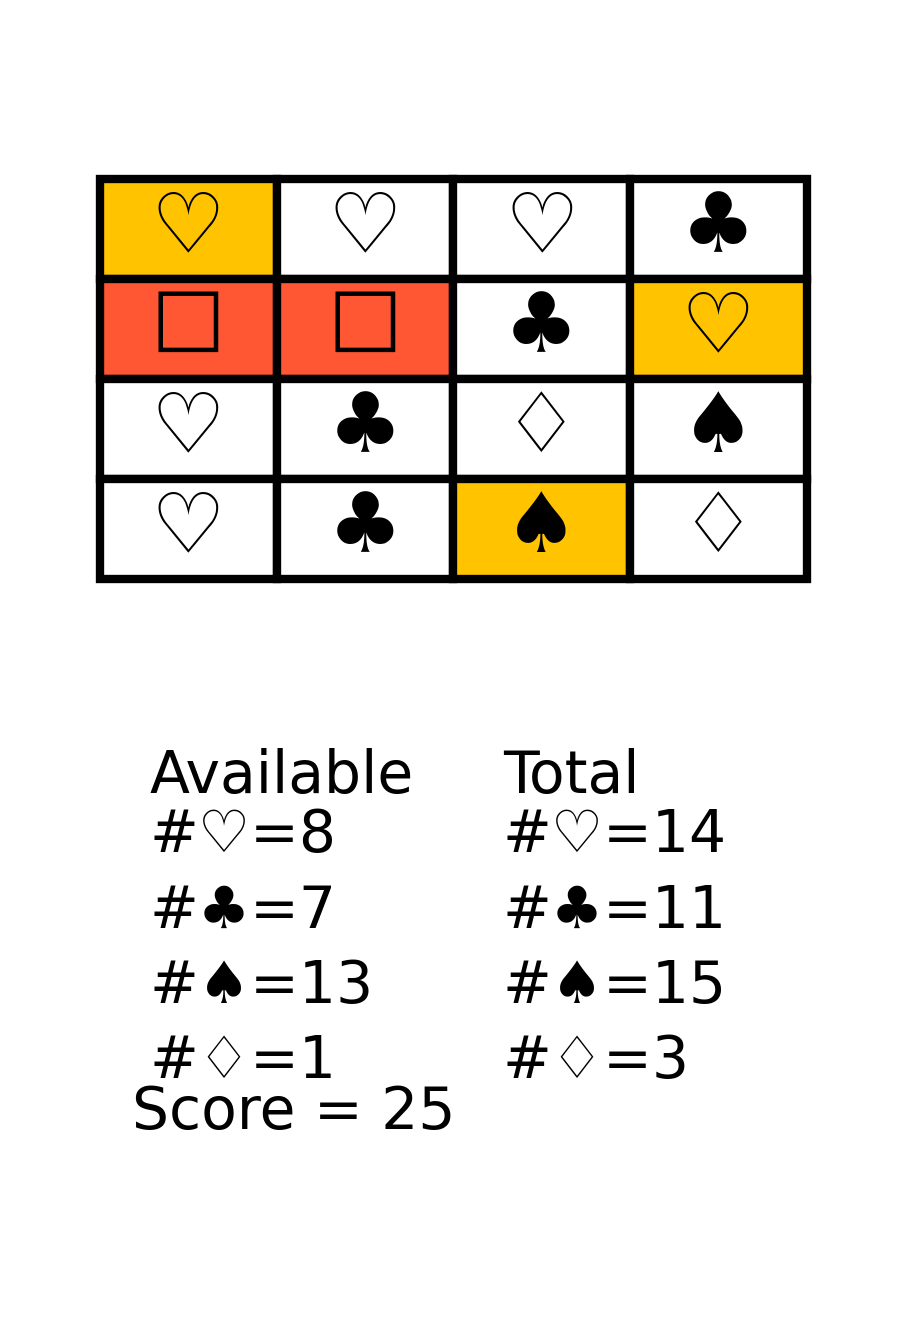 ♡ ♡ ♡ ♣
□ □ ♣ ♡
♡ ♣ ♢ ♠
♡ ♣ ♠ ♢
Available Total
#♡=8 #♡=14
#♣=7 #♣=11
#♠=13 #♠=15
#♢=1 #♢=3
Score = 25